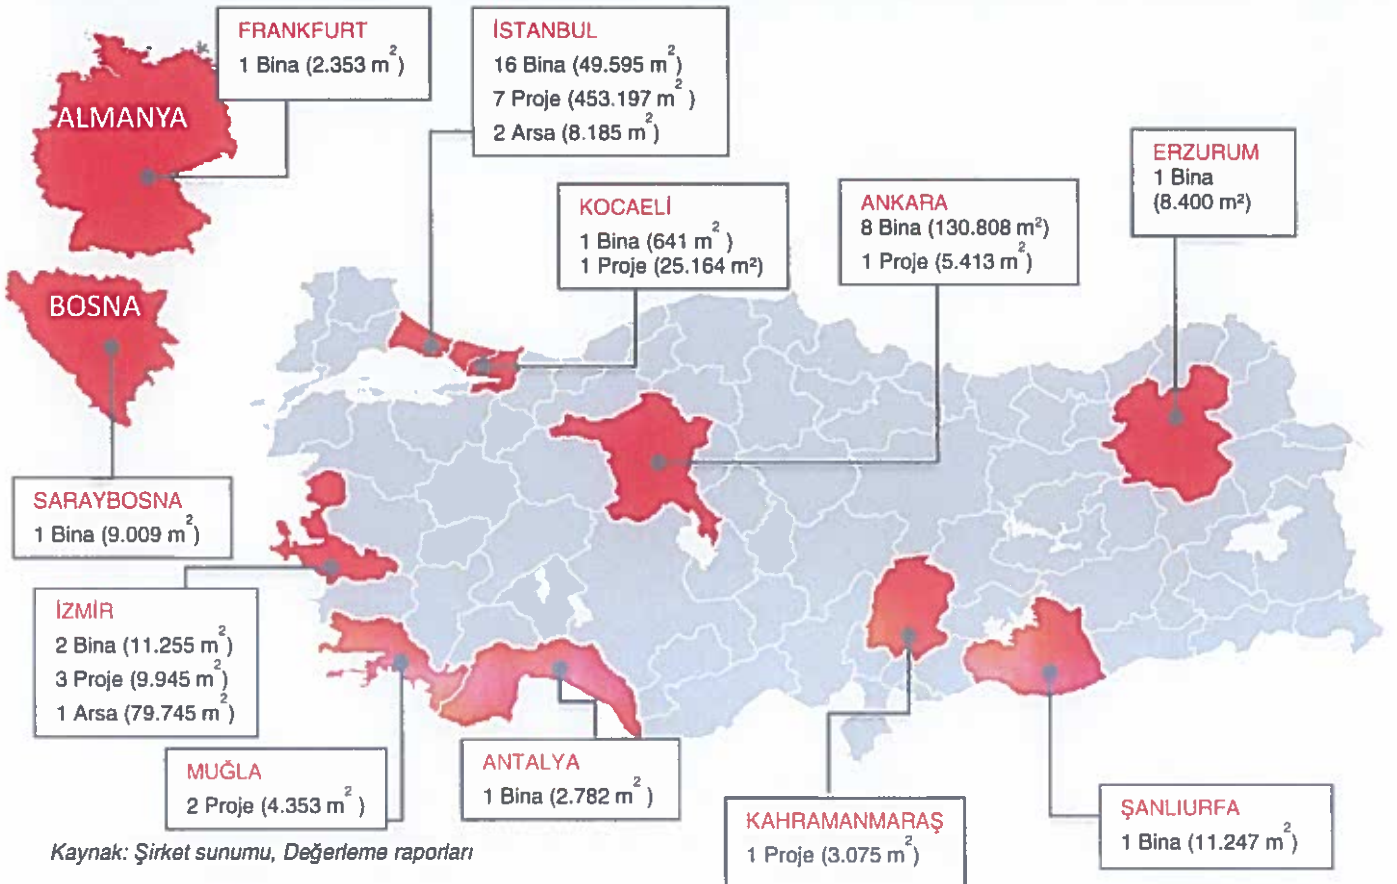 FRANKFURT
1 Bina (2.353 m²)
İSTANBUL
16 Bina (49.595 m²)
7 Proje (453.197 m²)
2 Arsa (8.185 m²)
ALMANYA
ERZURUM
1 Bina
(8.400 m²)
KOCAELİ
1 Bina (641 m²)
1 Proje (25.164 m²)
ANKARA
8 Bina (130.808 m²)
1 Proje (5.413 m²)
BOSNA
SARAYBOSNA
1 Bina (9.009 m²)
İZMİR
2 Bina (11.255 m²)
3 Proje (9.945 m²)
1 Arsa (79.745 m²)
MUĞLA
2 Proje (4.353 m²)
ANTALYA
1 Bina (2.782 m²)
KAHRAMANMARAŞ
1 Proje (3.075 m²)
ŞANLIURFA
1 Bina (11.247 m²)
Kaynak: Şirket sunumu, Değerleme raporları